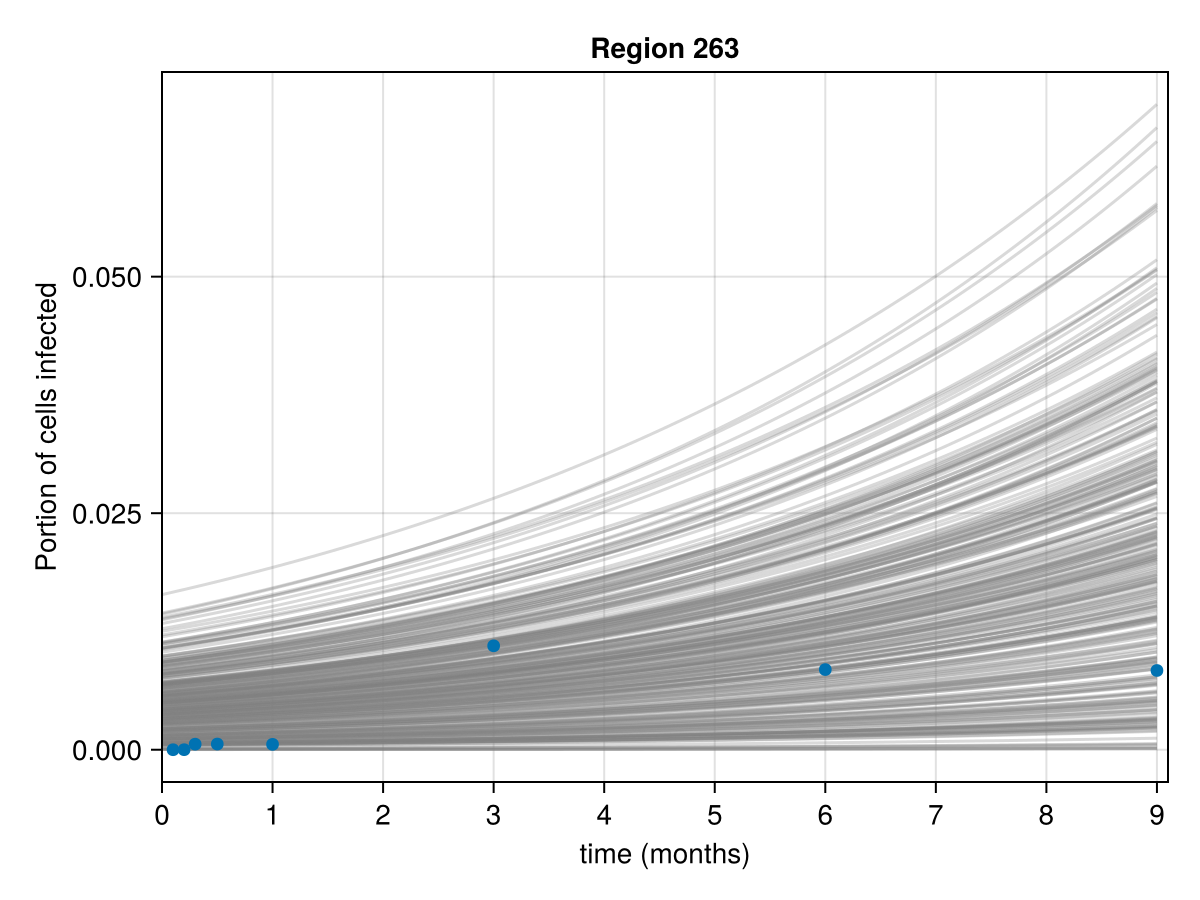 Region 263
Portion of cells infected
0.050
0.025
0.000
0 1 2 3 4 5 6 7 8 9
time (months)